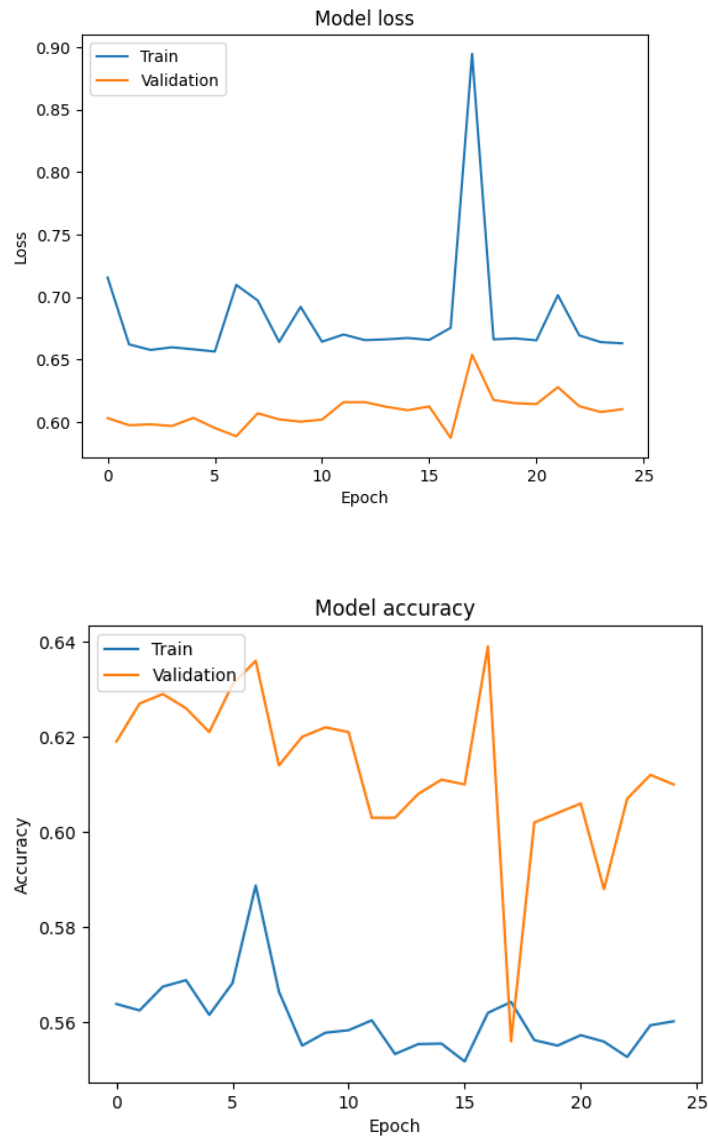 Model loss
Train
Validation
0.90
0.85
0.80
0.75
0.70
0.65
0.60
Loss
0
5
10
15
20
25
Epoch
Model accuracy
Train
Validation
0.64
0.62
0.60
0.58
0.56
Accuracy
0
5
10
15
20
25
Epoch